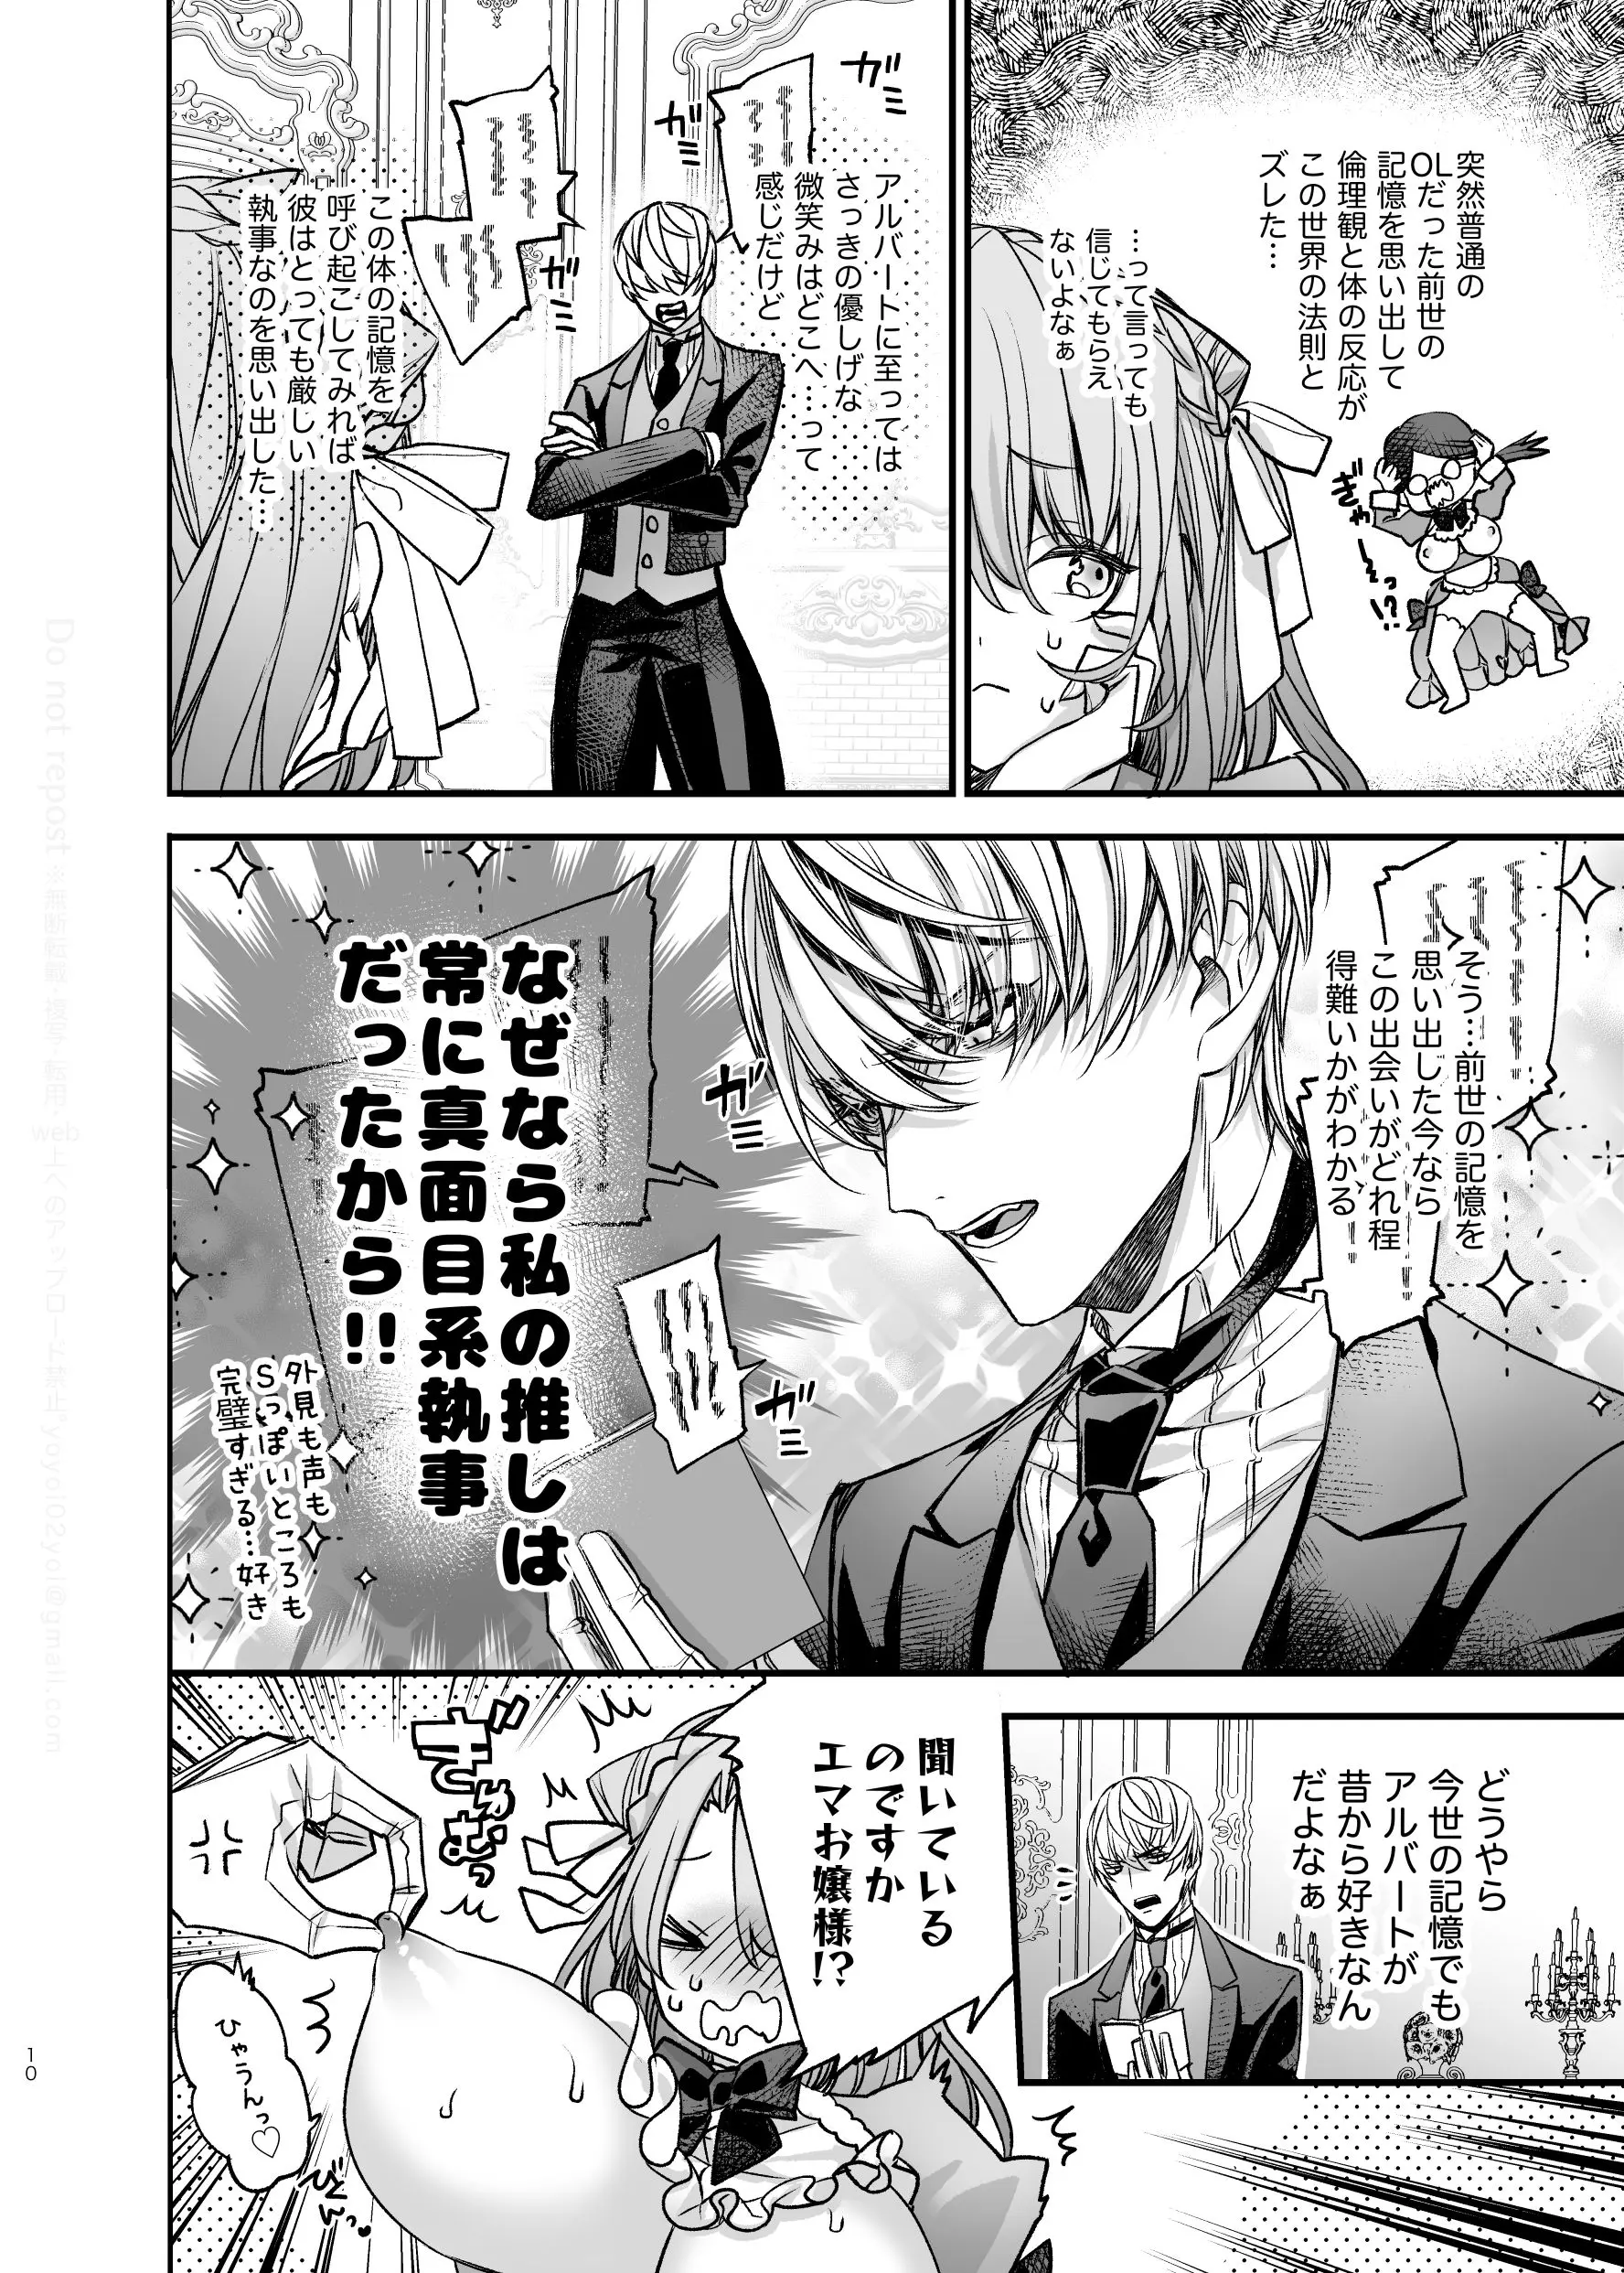 突然普通の
OLだった前世の
記憶を思い出して
倫理観と体の反応が
この世界の法則と
ズレた…
ぎゃ
〜っ
!?
…って言っても
信じてもらえ
ないよなぁ
ガミ
ガミ
ガミ
アルバートに至っては
さっきの優しげな
微笑みはどこへ…って
感じだけど
この体の記憶を
呼び起こしてみれば
彼はとっても厳しい
執事なのを思い出した…
そう…前世の記憶を
思い出した今なら
この出会いがどれ程
得難いかがわかる
ガミ
ガミ
なぜなら私の推しは
常に真面目系執事
だったから!!
外見も声も
Sっぽいところも
完璧すぎる…好き
どうやら
今世の記憶でも
アルバートが
昔から好きなん
だよなぁ
聞いている
のですか
エマお嬢様!?
ぎゅむっ
ひゃうんっ♡
びくんっ
10
Do not repost ※無断転載・複写・転用・web上へのアップロード禁止。yoyo102yol@gmail.com